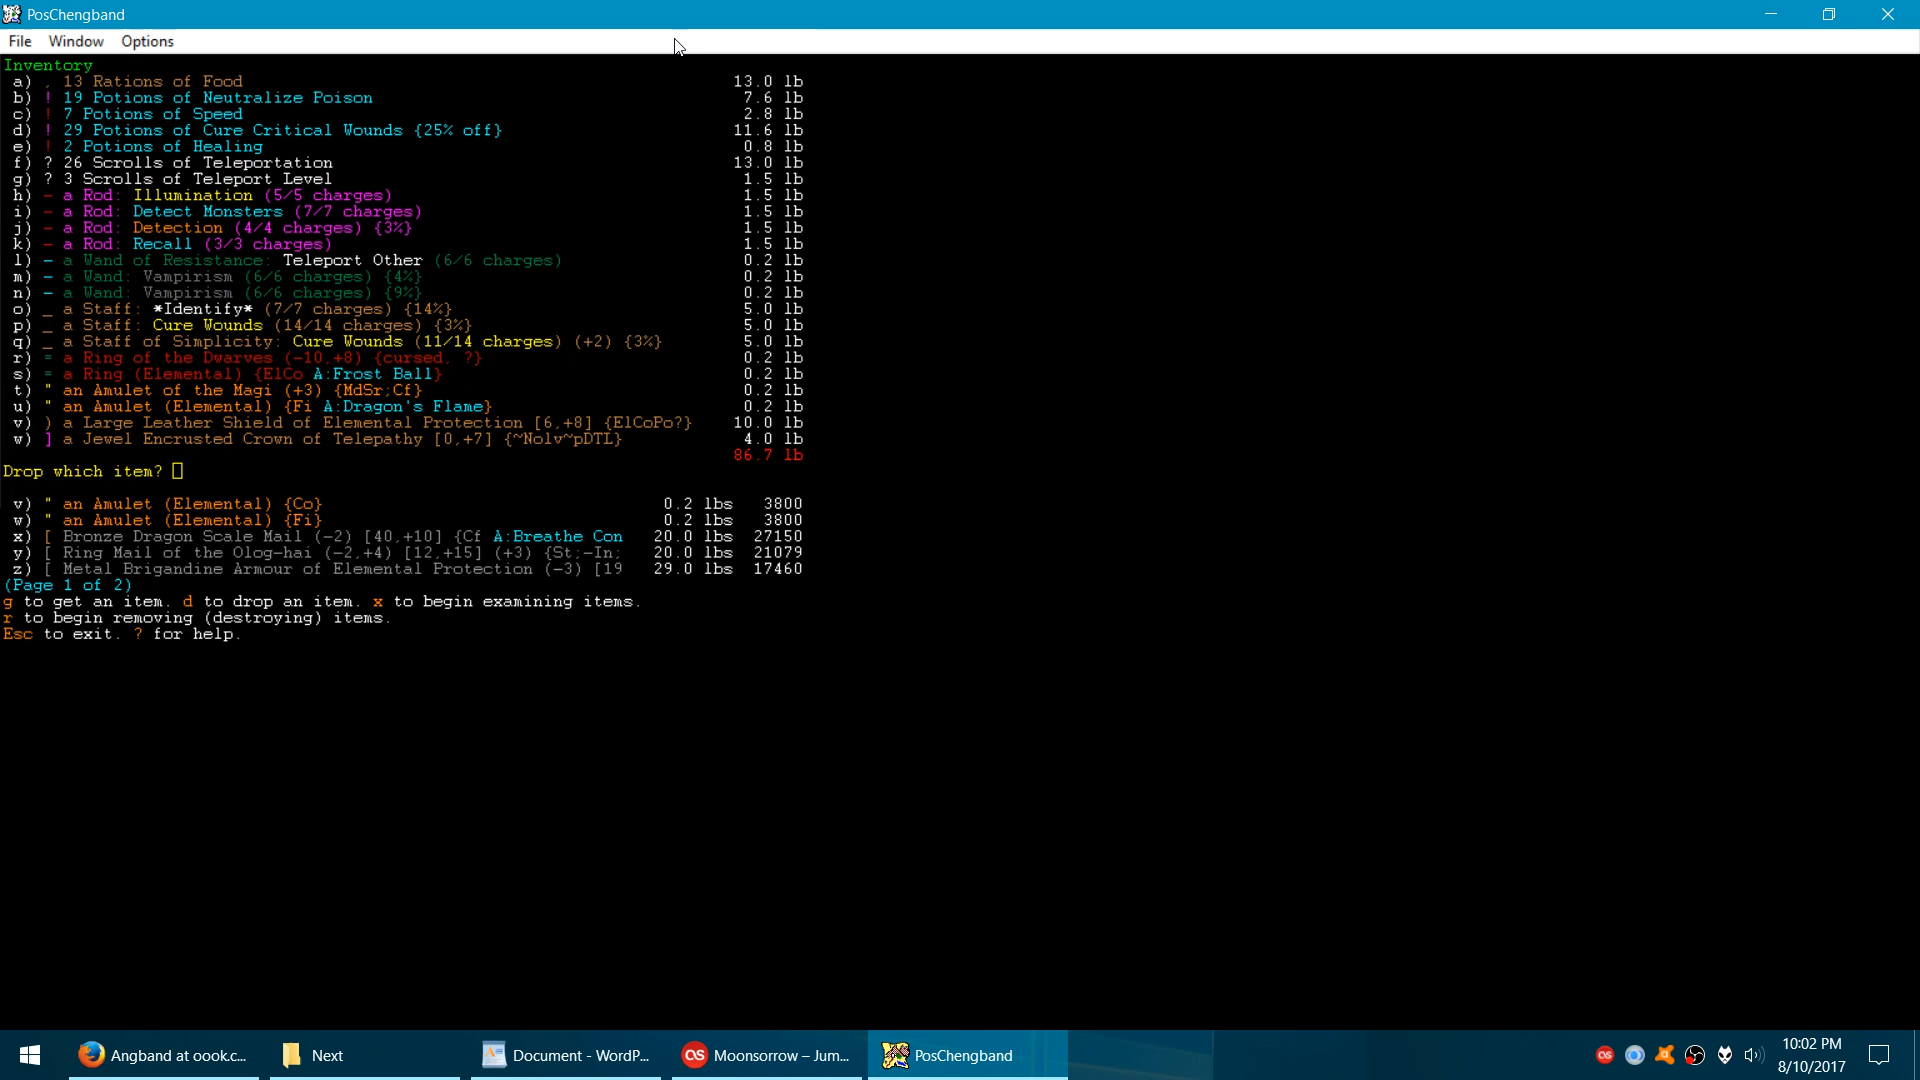 PosChengband
File Window Options
Inventory
a) , 13 Rations of Food 13.0 lb
b) ! 19 Potions of Neutralize Poison 7.6 lb
c) ! 7 Potions of Speed 2.8 lb
d) ! 29 Potions of Cure Critical Wounds {25% off} 11.6 lb
e) ! 2 Potions of Healing 0.8 lb
f) ? 26 Scrolls of Teleportation 13.0 lb
g) ? 3 Scrolls of Teleport Level 1.5 lb
h) - a Rod: Illumination (5/5 charges) 1.5 lb
i) - a Rod: Detect Monsters (7/7 charges) 1.5 lb
j) - a Rod: Detection (4/4 charges) {3%} 1.5 lb
k) - a Rod: Recall (3/3 charges) 1.5 lb
l) - a Wand of Resistance: Teleport Other (6/6 charges) 0.2 lb
m) - a Wand: Vampirism (6/6 charges) {4%} 0.2 lb
n) - a Wand: Vampirism (6/6 charges) {9%} 0.2 lb
o) _ a Staff: *Identify* (7/7 charges) {14%} 5.0 lb
p) _ a Staff: Cure Wounds (14/14 charges) {3%} 5.0 lb
q) _ a Staff of Simplicity: Cure Wounds (11/14 charges) (+2) {3%} 5.0 lb
r) = a Ring of the Dwarves (-10,+8) {cursed, ?} 0.2 lb
s) = a Ring (Elemental) {ElCo A:Frost Ball} 0.2 lb
t) " an Amulet of the Magi (+3) {MdSr;Cf} 0.2 lb
u) " an Amulet (Elemental) {Fi A:Dragon's Flame} 0.2 lb
v) ) a Large Leather Shield of Elemental Protection [6,+8] {ElCoPo?} 10.0 lb
w) ] a Jewel Encrusted Crown of Telepathy [0,+7] {~Nolv~pDTL} 4.0 lb
86.7 lb
Drop which item?
v) " an Amulet (Elemental) {Co} 0.2 lbs 3800
w) " an Amulet (Elemental) {Fi} 0.2 lbs 3800
x) [ Bronze Dragon Scale Mail (-2) [40,+10] {Cf A:Breathe Con 20.0 lbs 27150
y) [ Ring Mail of the Olog-hai (-2,+4) [12,+15] (+3) {St;-In; 20.0 lbs 21079
z) [ Metal Brigandine Armour of Elemental Protection (-3) [19 29.0 lbs 17460
(Page 1 of 2)
g to get an item. d to drop an item. x to begin examining items.
r to begin removing (destroying) items.
Esc to exit. ? for help.
Angband at oook.c... Next Document - WordP... Moonsorrow – Jum... PosChengband
10:02 PM
8/10/2017